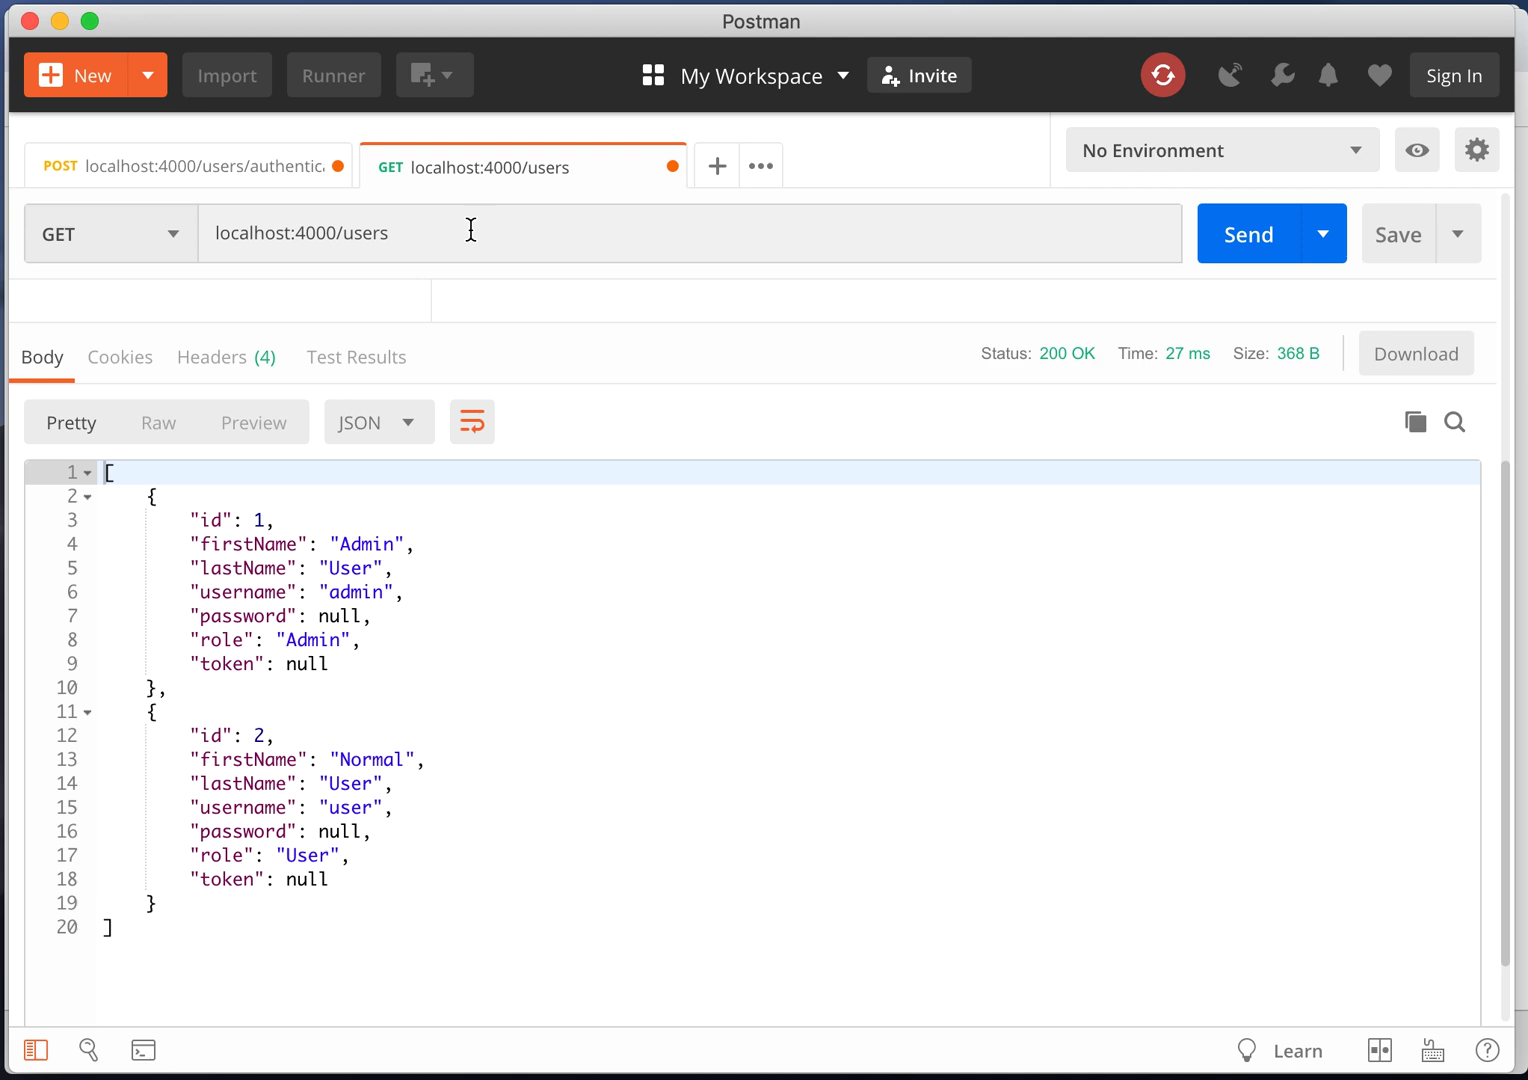 Postman
New Import Runner My Workspace Invite Sign In
POST localhost:4000/users/authentic. GET localhost:4000/users No Environment
GET localhost:4000/users Send Save
Body Cookies Headers (4) Test Results Status: 200 OK Time: 27 ms Size: 368 B Download
Pretty Raw Preview JSON
1 [
2 {
3 "id": 1,
4 "firstName": "Admin",
5 "lastName": "User",
6 "username": "admin",
7 "password": null,
8 "role": "Admin",
9 "token": null
10 },
11 {
12 "id": 2,
13 "firstName": "Normal",
14 "lastName": "User",
15 "username": "user",
16 "password": null,
17 "role": "User",
18 "token": null
19 }
20 ]
Learn